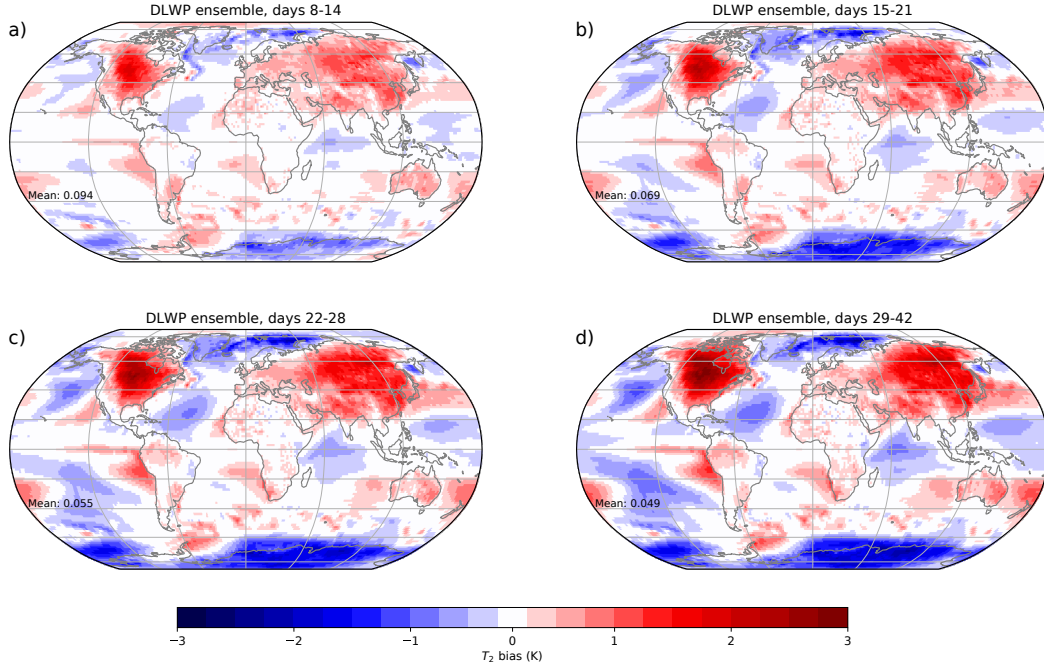 DLWP ensemble, days 8-14
a)
Mean: 0.094
DLWP ensemble, days 15-21
b)
Mean: 0.069
DLWP ensemble, days 22-28
c)
Mean: 0.055
DLWP ensemble, days 29-42
d)
Mean: 0.049
−3 −2 −1 0 1 2 3
T₂ bias (K)